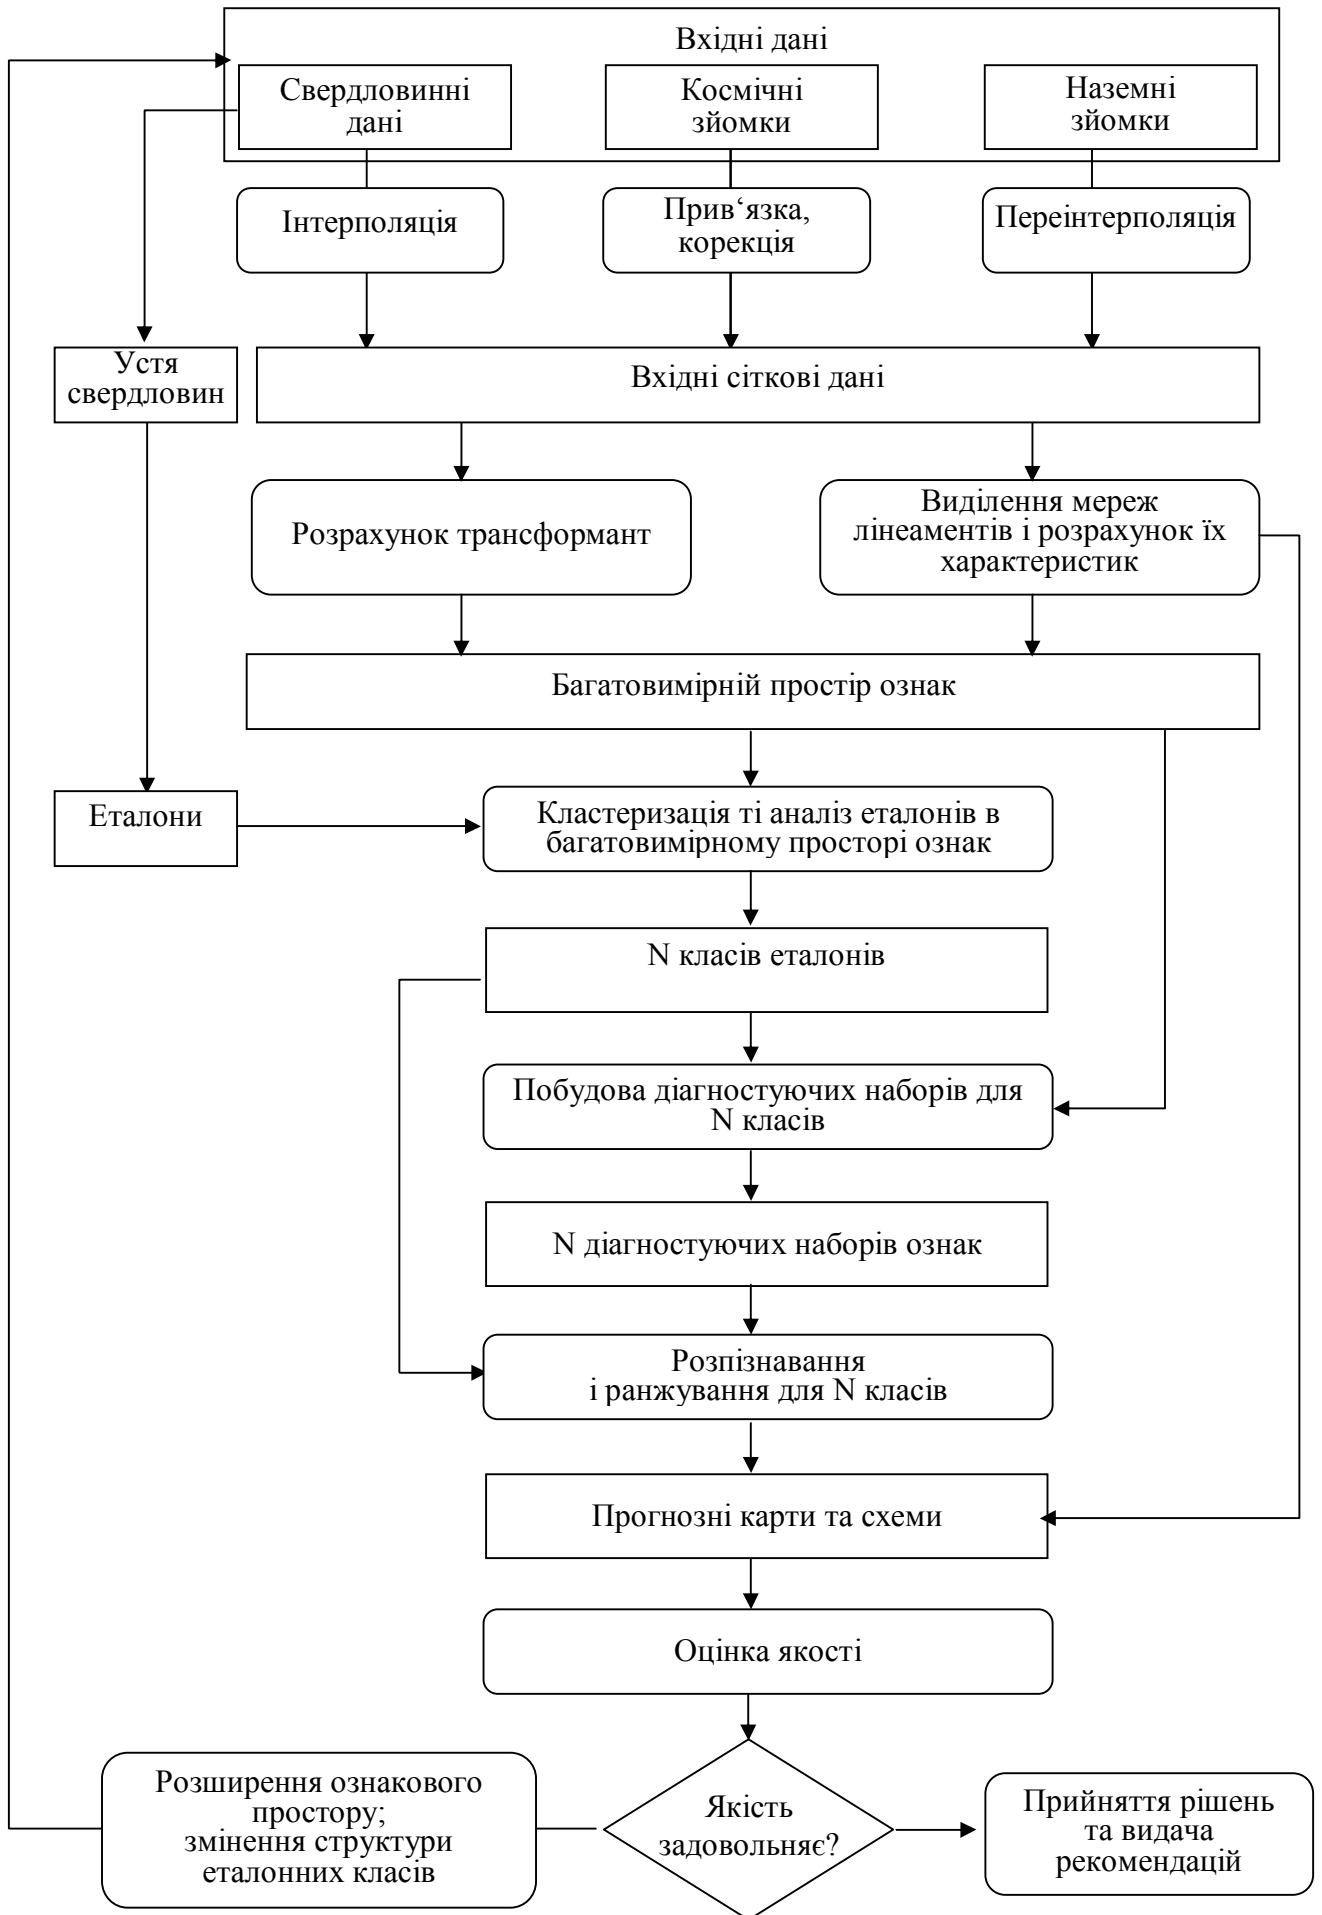 Вхідні дані
Свердловинні
дані
Космічні
зйомки
Наземні
зйомки
Інтерполяція
Прив‘язка,
корекція
Переінтерполяція
Устя
свердловин
Вхідні сіткові дані
Розрахунок трансформант
Виділення мереж
лінеаментів і розрахунок їх
характеристик
Багатовимірній простір ознак
Еталони
Кластеризація ті аналіз еталонів в
багатовимірному просторі ознак
N класів еталонів
Побудова діагностуючих наборів для
N класів
N діагностуючих наборів ознак
Розпізнавання
і ранжування для N класів
Прогнозні карти та схеми
Оцінка якості
Розширення ознакового
простору;
змінення структури
еталонних класів
Якість
задовольняє?
Прийняття рішень
та видача
рекомендацій